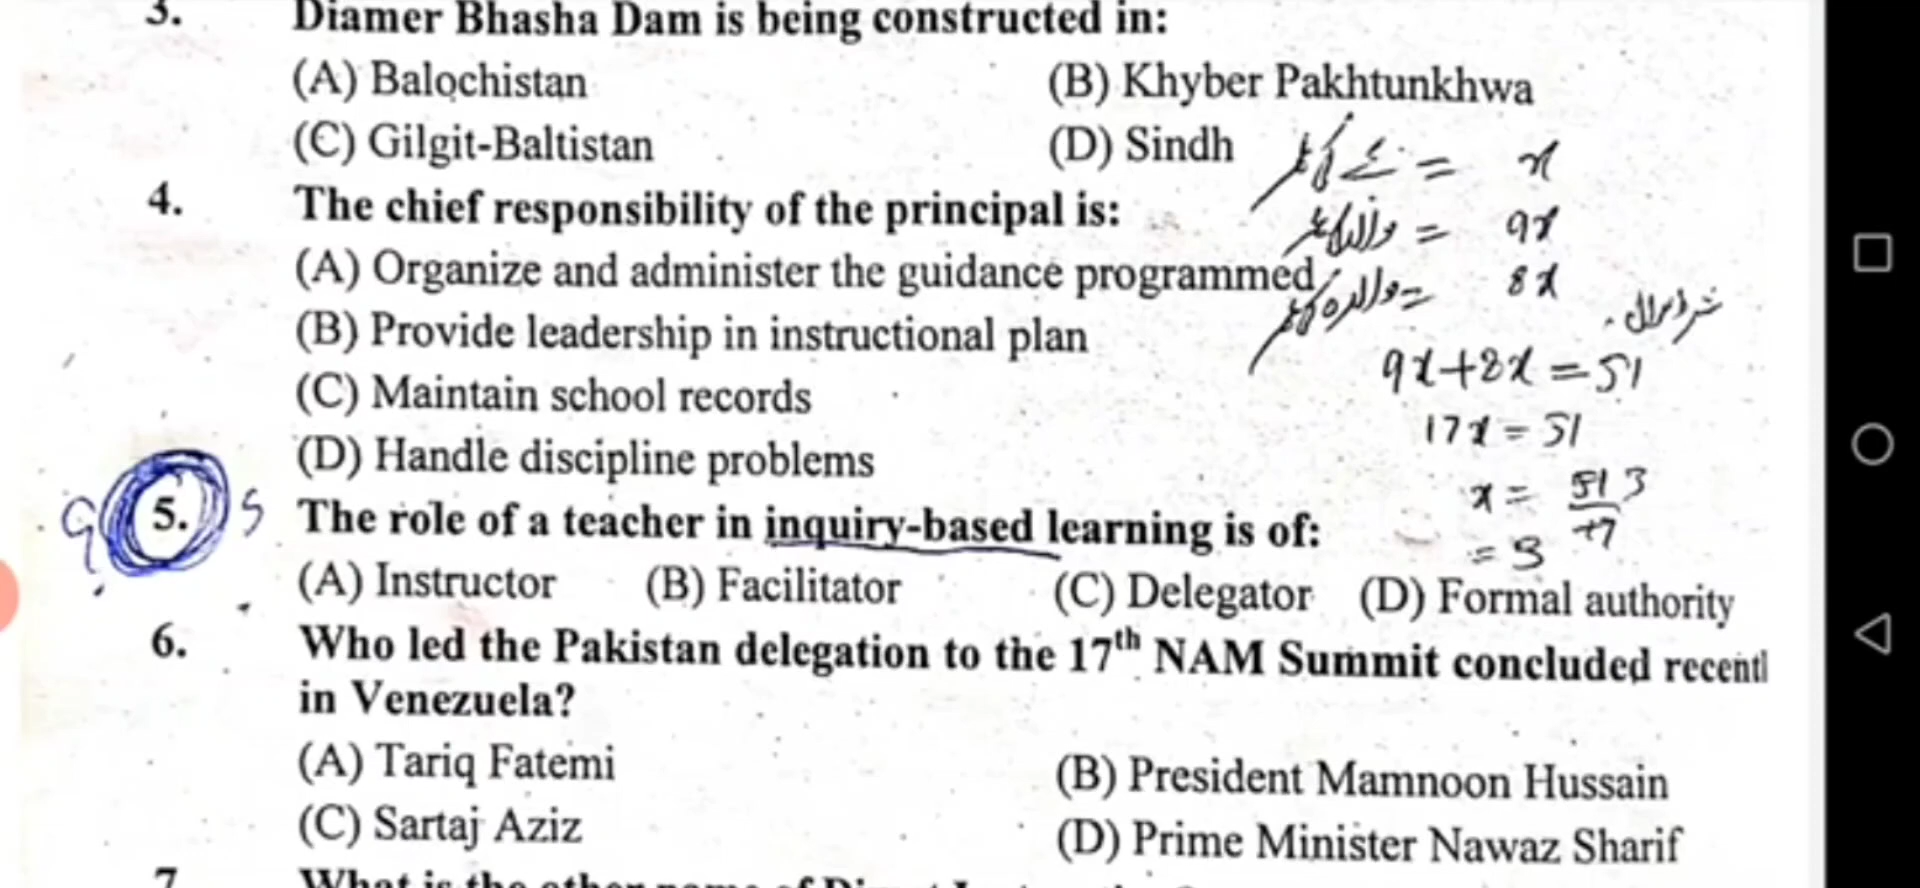 3. Diamer Bhasha Dam is being constructed in:
(A) Balochistan (B) Khyber Pakhtunkhwa
(C) Gilgit-Baltistan (D) Sindh
= x
4. The chief responsibility of the principal is:
= 9x
(A) Organize and administer the guidance programmed
= 8x
(B) Provide leadership in instructional plan
9x+8x=51
(C) Maintain school records
17x=51
(D) Handle discipline problems
x = 51 3
17
= 3
5. The role of a teacher in inquiry-based learning is of:
(A) Instructor (B) Facilitator (C) Delegator (D) Formal authority
6. Who led the Pakistan delegation to the 17th NAM Summit concluded recentl
in Venezuela?
(A) Tariq Fatemi (B) President Mamnoon Hussain
(C) Sartaj Aziz (D) Prime Minister Nawaz Sharif
7